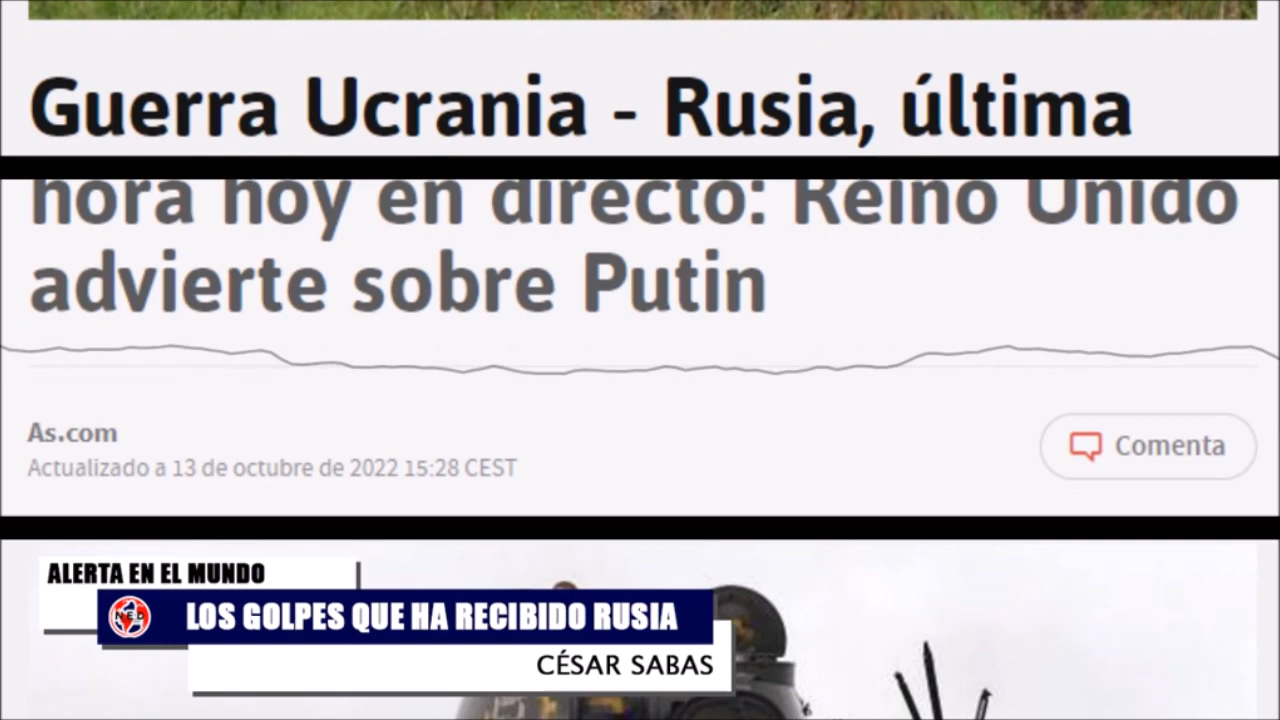 Guerra Ucrania - Rusia, última
hora hoy en directo: Reino Unido
advierte sobre Putin
As.com
Actualizado a 13 de octubre de 2022 15:28 CEST
Comenta
ALERTA EN EL MUNDO
LOS GOLPES QUE HA RECIBIDO RUSIA
CÉSAR SABAS